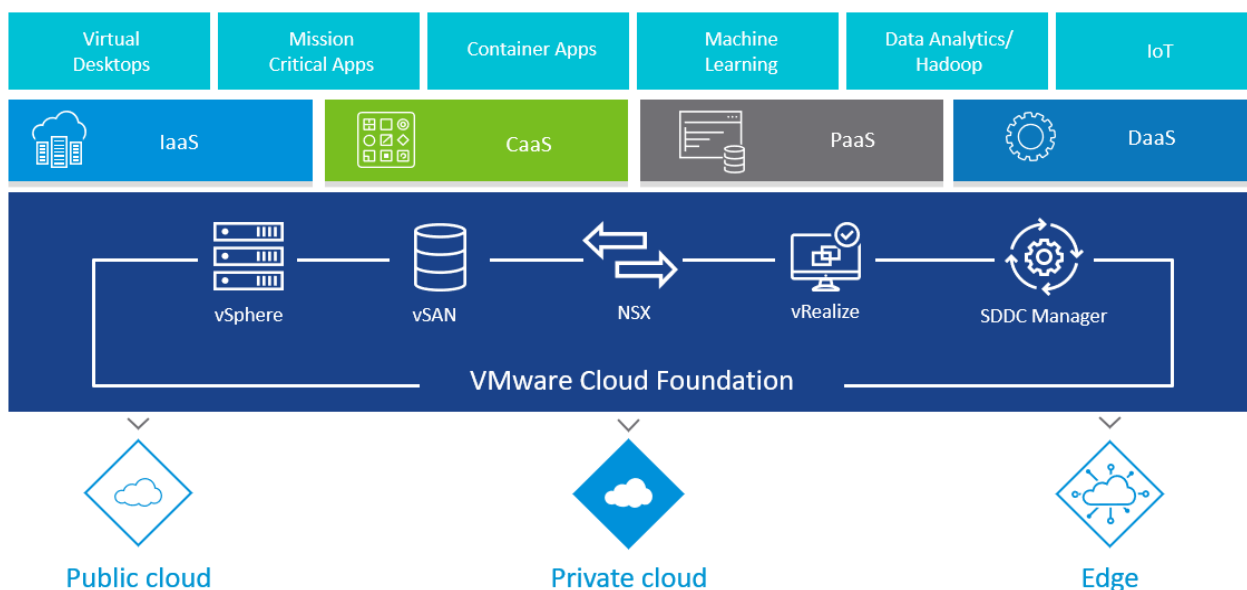 Virtual
Desktops
Mission
Critical Apps
Container Apps
Machine
Learning
Data Analytics/
Hadoop
IoT
IaaS
CaaS
PaaS
DaaS
vSphere
vSAN
NSX
vRealize
SDDC Manager
VMware Cloud Foundation
Public cloud
Private cloud
Edge